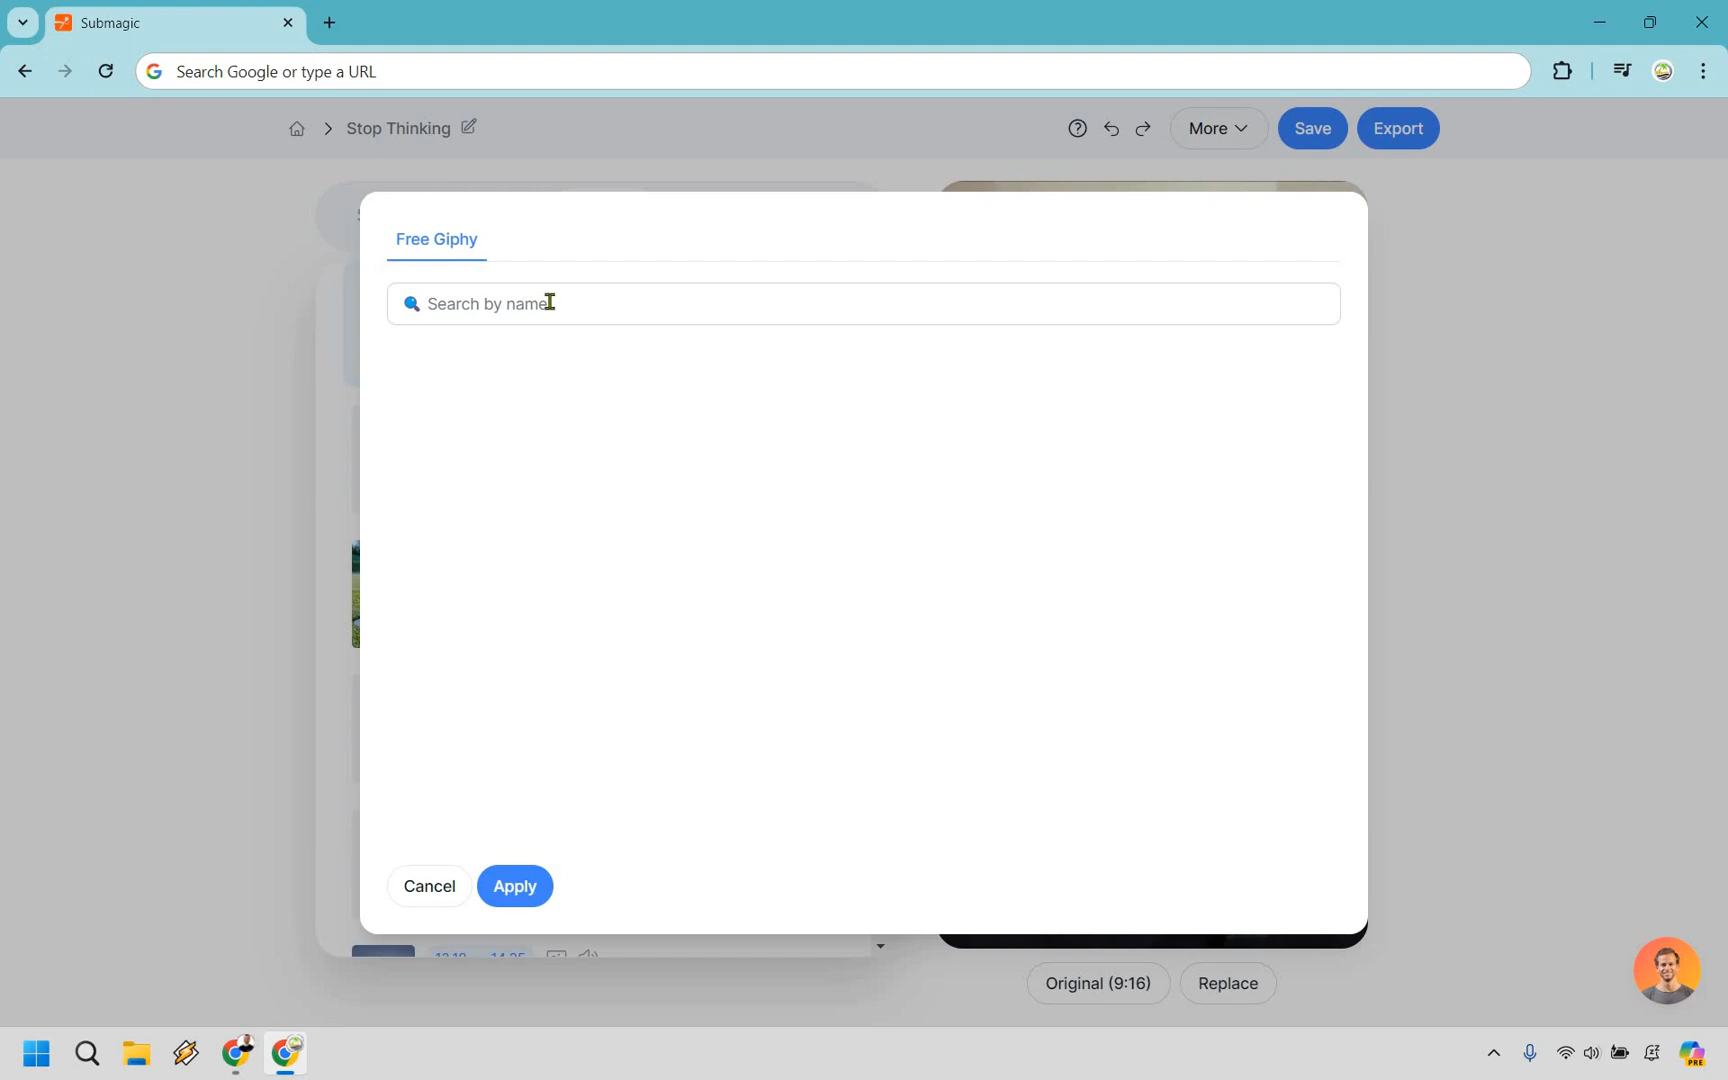 Submagic
Search Google or type a URL
Stop Thinking
More
Save
Export
Free Giphy
Search by name
Cancel
Apply
Original (9:16)
Replace
PRE